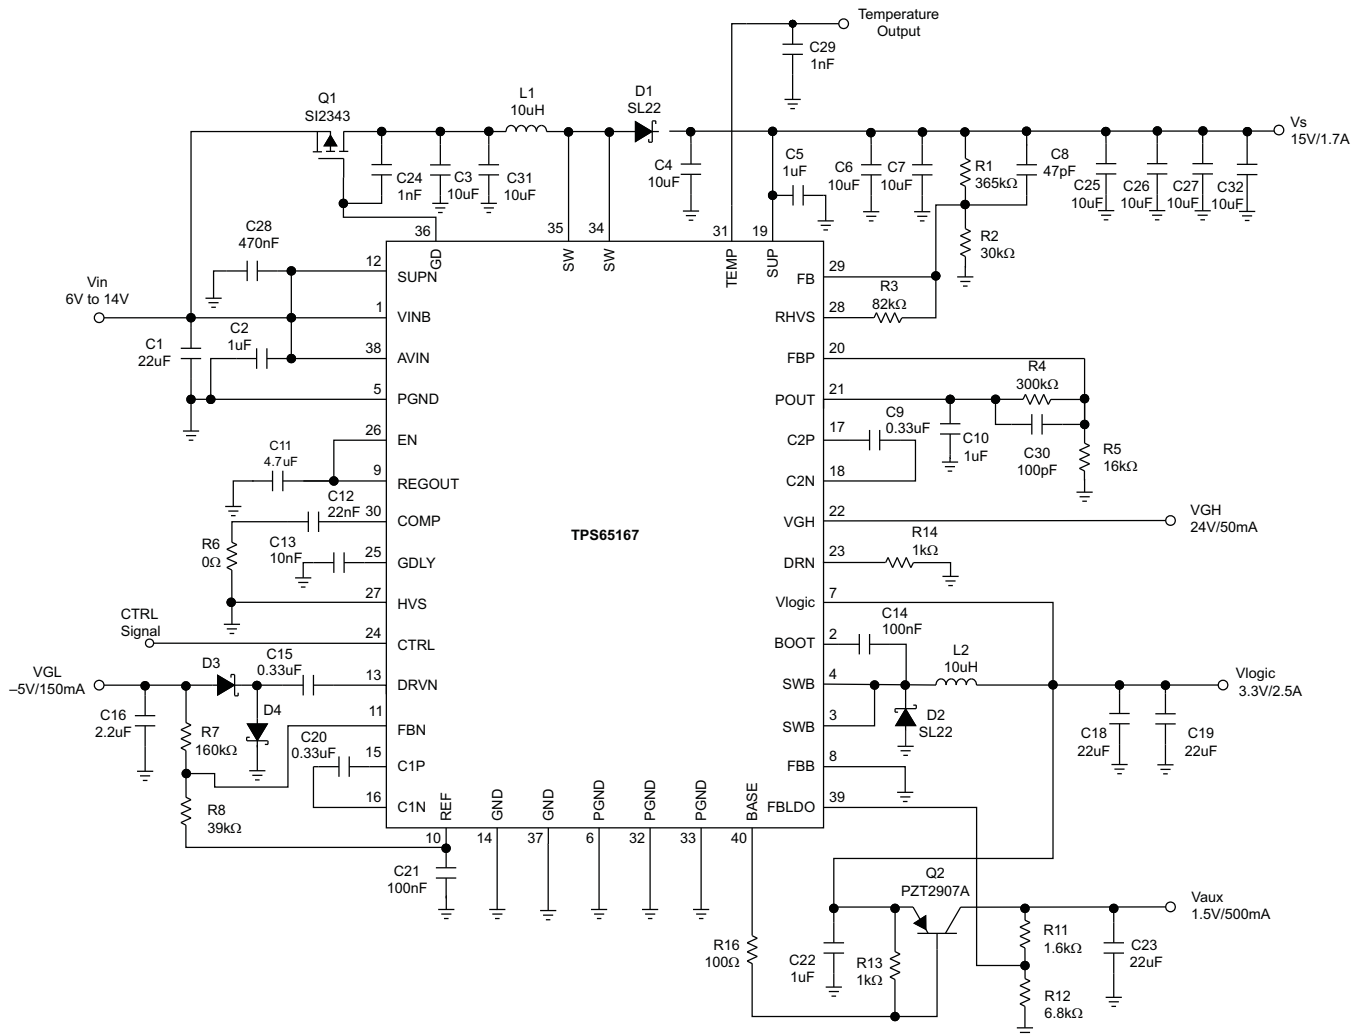 Temperature
Output
C29
1nF
Q1
SI2343
L1
10uH
D1
SL22
Vs
15V/1.7A
C24
1nF
C3
10uF
C31
10uF
C4
10uF
C5
1uF
C6
10uF
C7
10uF
R1
365kΩ
C8
47pF
C25
10uF
C26
10uF
C27
10uF
C32
10uF
R2
30kΩ
C28
470nF
36
GD
35
SW
34
SW
31
TEMP
19
SUP
Vin
6V to 14V
C1
22uF
C2
1uF
12
SUPN
1
VINB
38
AVIN
5
PGND
26
EN
9
REGOUT
30
COMP
25
GDLY
27
HVS
24
CTRL
13
DRVN
11
FBN
15
C1P
16
C1N
C11
4.7uF
C12
22nF
R6
0Ω
C13
10nF
CTRL
Signal
VGL
–5V/150mA
D3
C15
0.33uF
D4
C16
2.2uF
R7
160kΩ
C20
0.33uF
R8
39kΩ
TPS65167
FB
29
RHVS
28
R3
82kΩ
FBP
20
POUT
21
R4
300kΩ
C2P
17
C9
0.33uF
C10
1uF
C30
100pF
R5
16kΩ
C2N
18
VGH
22
VGH
24V/50mA
DRN
23
R14
1kΩ
Vlogic
7
BOOT
2
C14
100nF
SWB
4
L2
10uH
Vlogic
3.3V/2.5A
SWB
3
D2
SL22
C18
22uF
C19
22uF
FBB
8
FBLDO
39
REF
10
GND
14
GND
37
PGND
6
PGND
32
PGND
33
BASE
40
C21
100nF
Q2
PZT2907A
Vaux
1.5V/500mA
R16
100Ω
C22
1uF
R13
1kΩ
R11
1.6kΩ
C23
22uF
R12
6.8kΩ